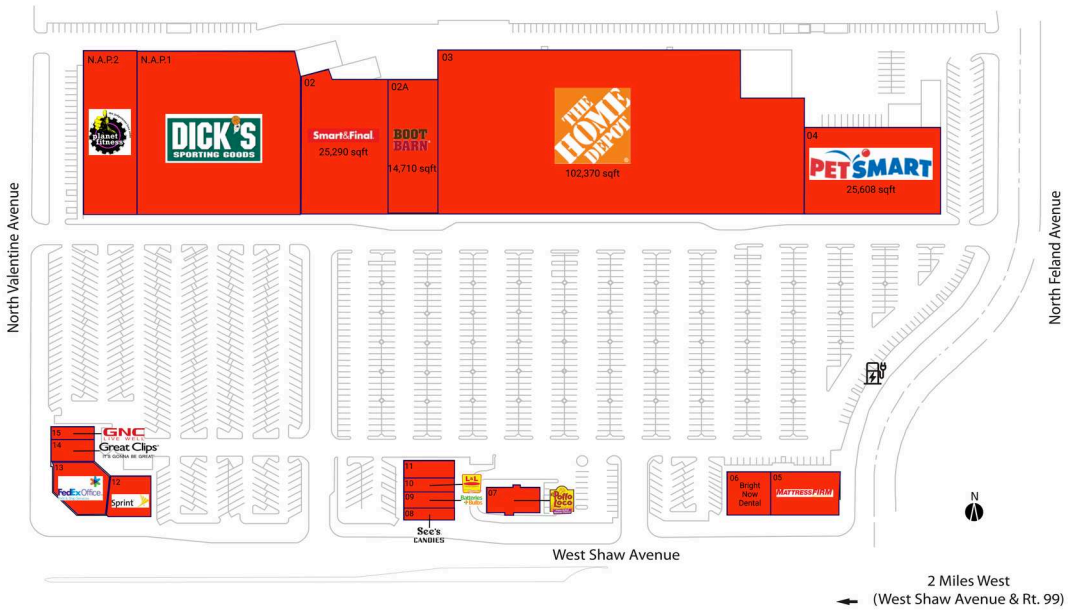 N.A.P.2
N.A.P.1
03
02
02A
04
planet
fitness
DICK'S
SPORTING GOODS
Smart&Final.
25,290 sqft
BOOT
BARN
14,710 sqft
THE
HOME
DEPOT
102,370 sqft
PETSMART
25,608 sqft
North Valentine Avenue
North Feland Avenue
15
GNC
LIVE WELL
14
Great Clips
IT'S GONNA BE GREAT
13
FedEx Office.
12
Sprint
11
10
L&L
09
Batteries
+Bulbs
08
See's
CANDIES
07
el Pollo
Loco
06
Bright
Now
Dental
05
MATTRESSFIRM
N
West Shaw Avenue
2 Miles West
(West Shaw Avenue & Rt. 99)